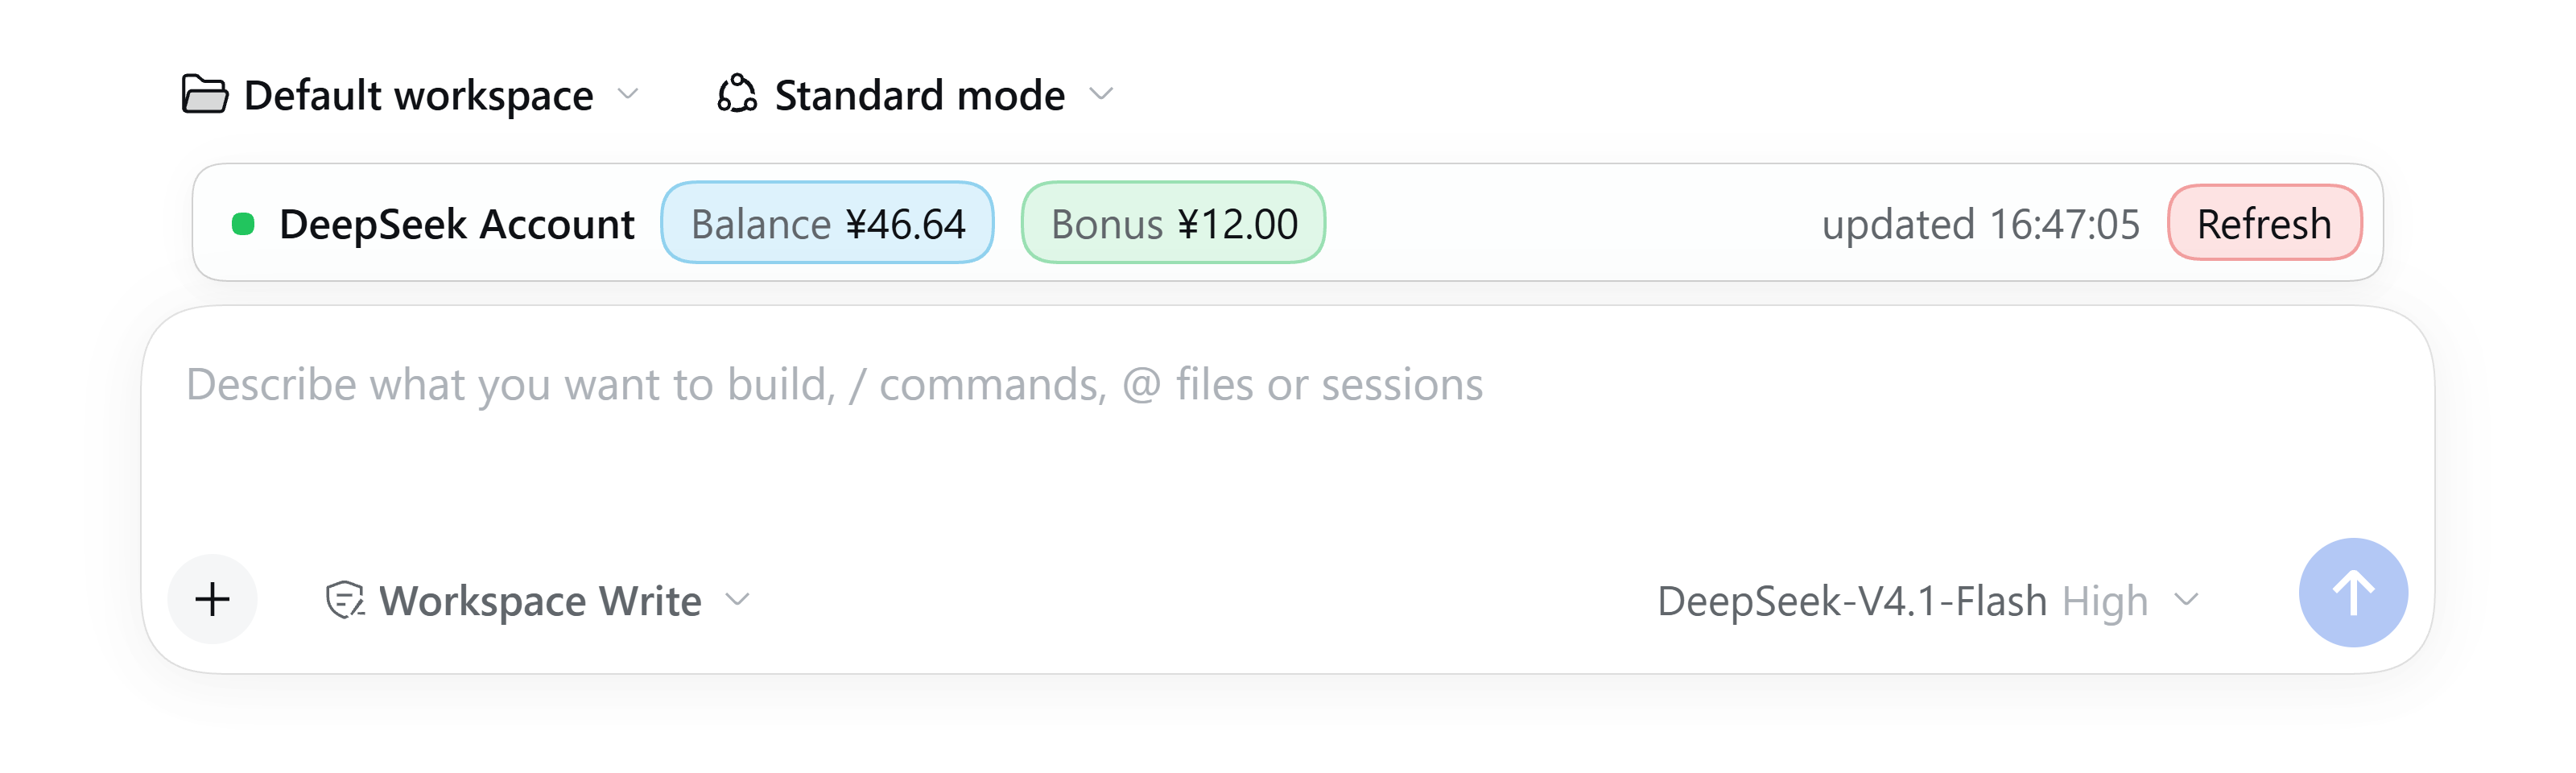 Default workspace Standard mode
DeepSeek Account Balance ¥46.64 Bonus ¥12.00 updated 16:47:05 Refresh
Describe what you want to build, / commands, @ files or sessions
Workspace Write DeepSeek-V4.1-Flash High